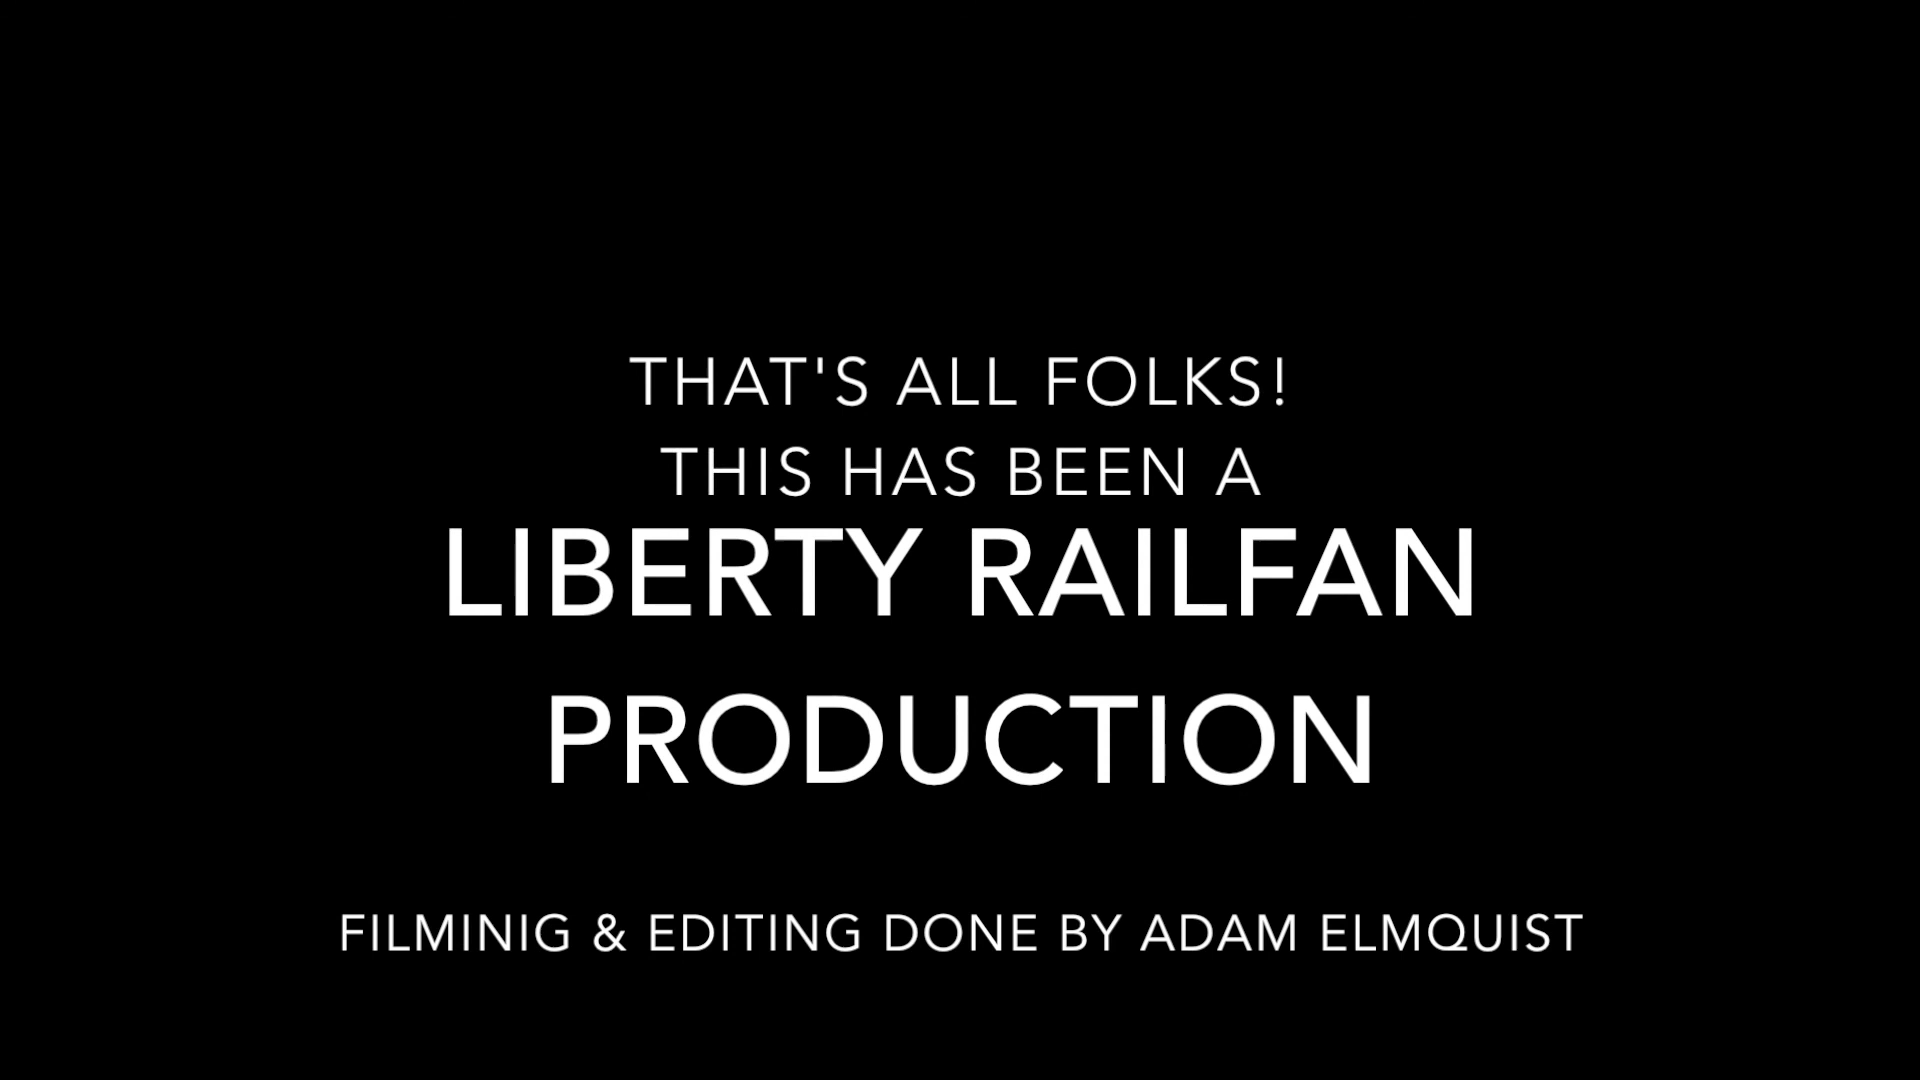 THAT'S ALL FOLKS!
THIS HAS BEEN A
LIBERTY RAILFAN
PRODUCTION
FILMINIG & EDITING DONE BY ADAM ELMQUIST